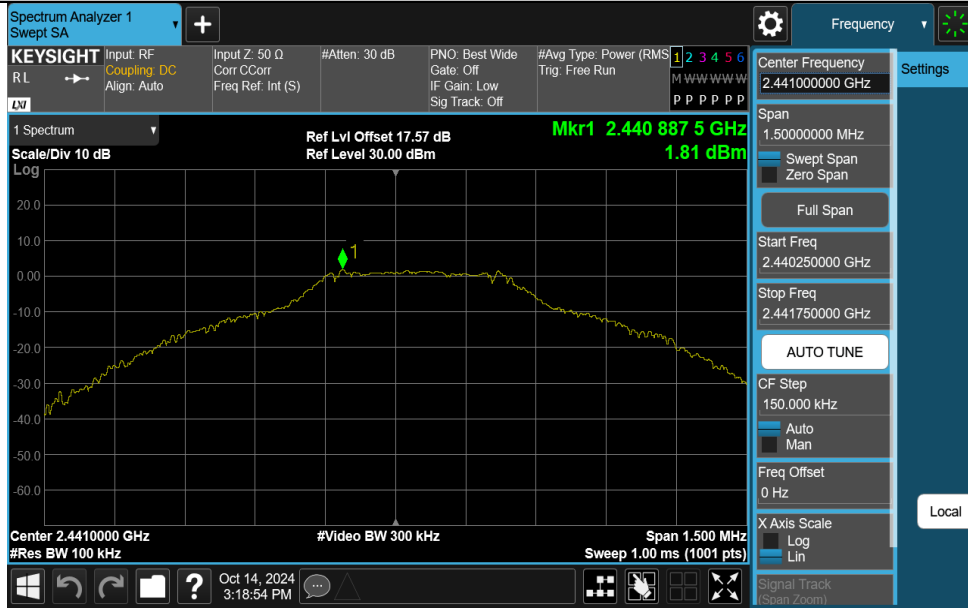 Spectrum Analyzer 1
Swept SA
+
Frequency
KEYSIGHT
RL
LXI
Input: RF
Coupling: DC
Align: Auto
Input Z: 50 Ω
Corr CCorr
Freq Ref: Int (S)
#Atten: 30 dB
PNO: Best Wide
Gate: Off
IF Gain: Low
Sig Track: Off
#Avg Type: Power (RMS
Trig: Free Run
1 2 3 4 5 6
M W W W W W
P P P P P P
1 Spectrum
Scale/Div 10 dB
Log
Ref Lvl Offset 17.57 dB
Ref Level 30.00 dBm
Mkr1 2.440 887 5 GHz
1.81 dBm
20.0
10.0
0.00
-10.0
-20.0
-30.0
-40.0
-50.0
-60.0
1
Center 2.4410000 GHz
#Res BW 100 kHz
#Video BW 300 kHz
Span 1.500 MHz
Sweep 1.00 ms (1001 pts)
Center Frequency
2.441000000 GHz
Settings
Span
1.50000000 MHz
Swept Span
Zero Span
Full Span
Start Freq
2.440250000 GHz
Stop Freq
2.441750000 GHz
AUTO TUNE
CF Step
150.000 kHz
Auto
Man
Freq Offset
0 Hz
Local
X Axis Scale
Log
Lin
Signal Track
(Span Zoom)
?
Oct 14, 2024
3:18:54 PM